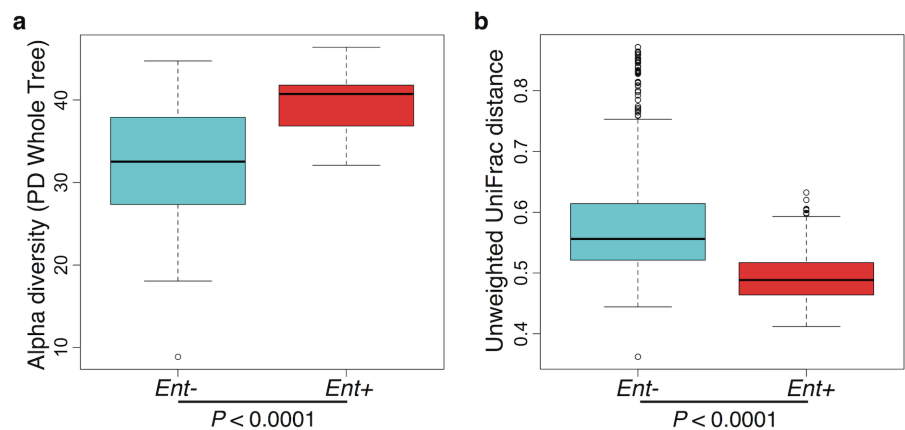 a
Alpha diversity (PD Whole Tree)
40
30
20
10
Ent-
Ent+
P < 0.0001
b
Unweighted UniFrac distance
0.8
0.7
0.6
0.5
0.4
Ent-
Ent+
P < 0.0001